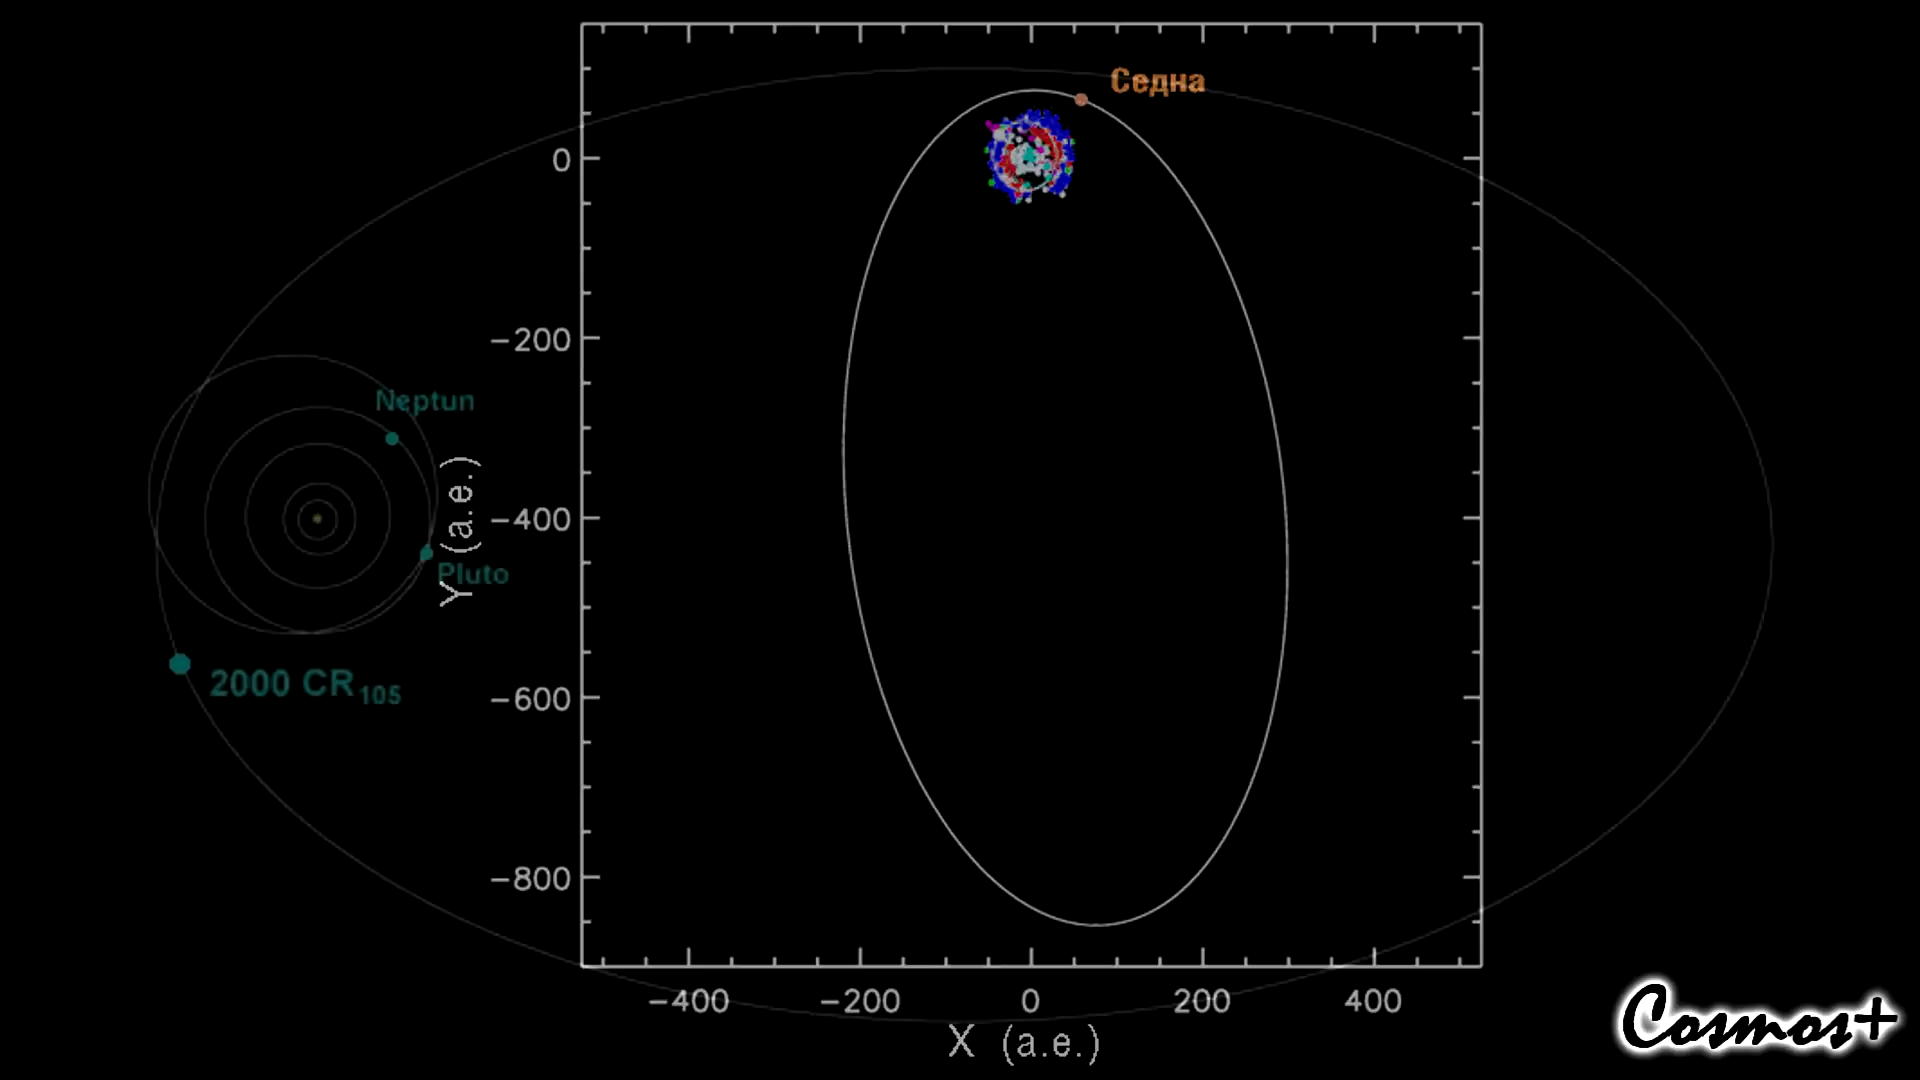 Седна
0
−200
Neptun
−400
Y (a.e.)
Pluto
2000 CR105
−600
−800
−400 −200 0 200 400
X (a.e.)
Cosmos+